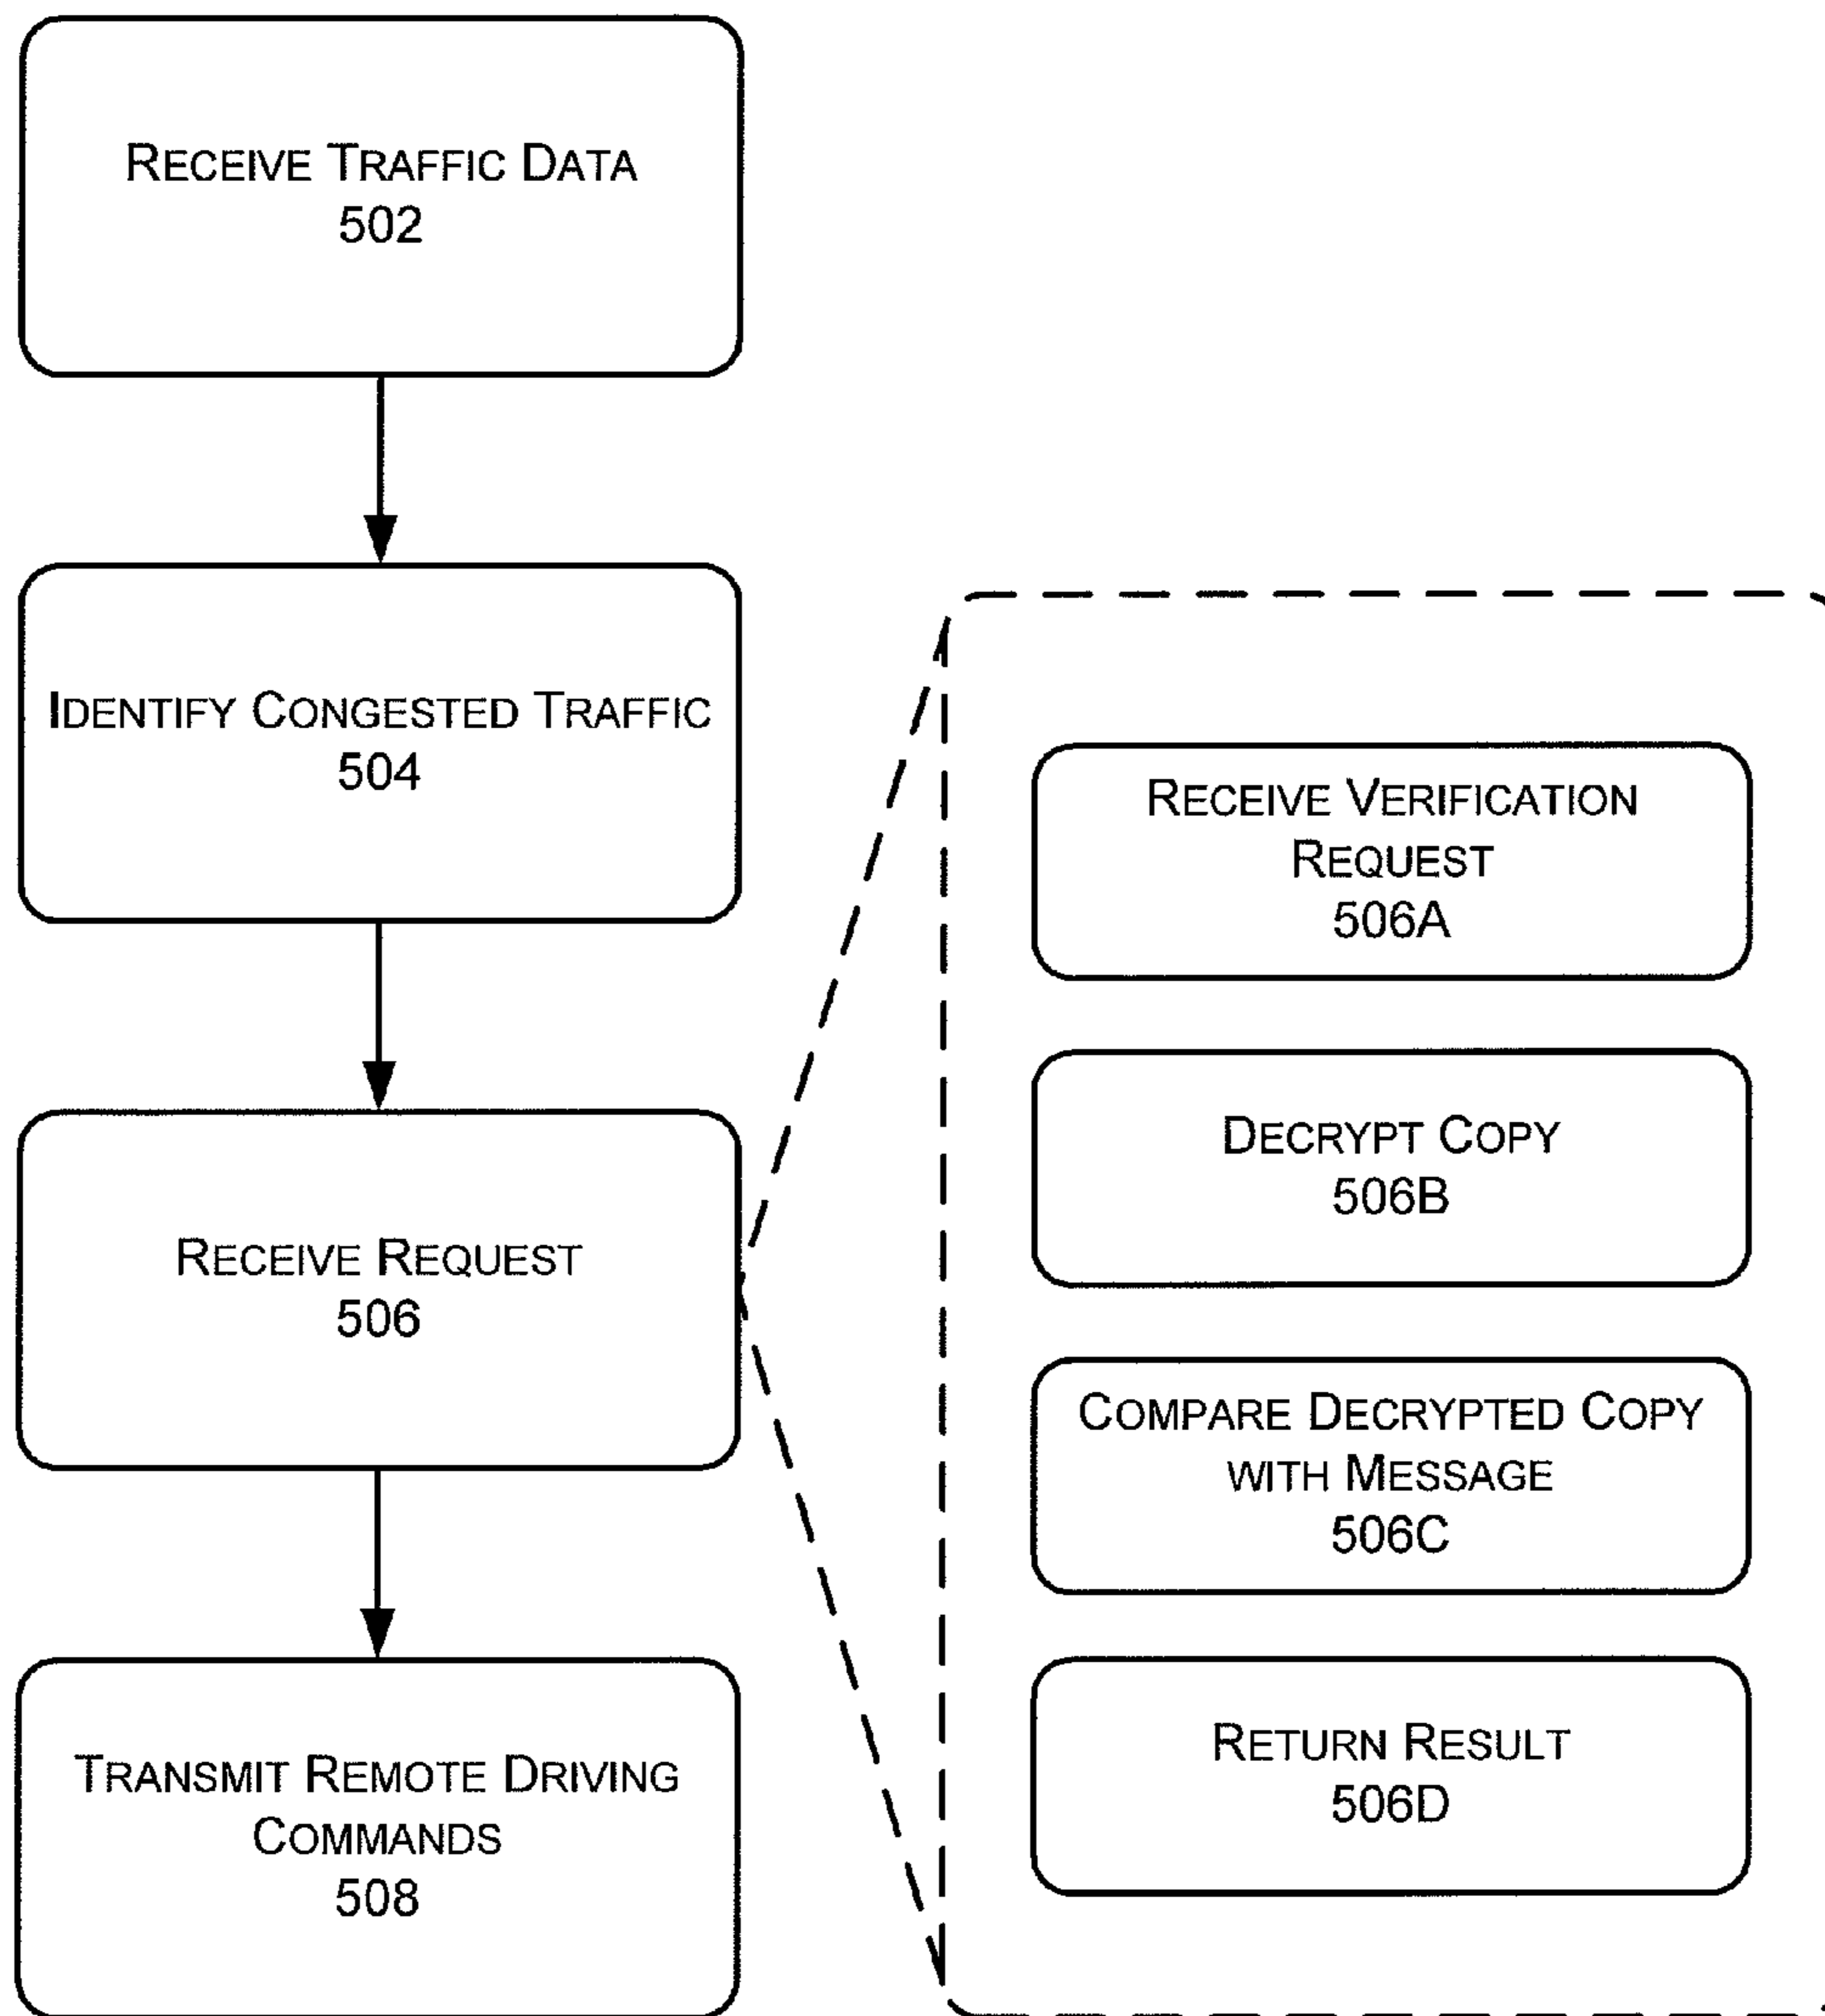 RECEIVE TRAFFIC DATA
502
IDENTIFY CONGESTED TRAFFIC
504
RECEIVE REQUEST
506
TRANSMIT REMOTE DRIVING
COMMANDS
508
RECEIVE VERIFICATION
REQUEST
506A
DECRYPT COPY
506B
COMPARE DECRYPTED COPY
WITH MESSAGE
506C
RETURN RESULT
506D